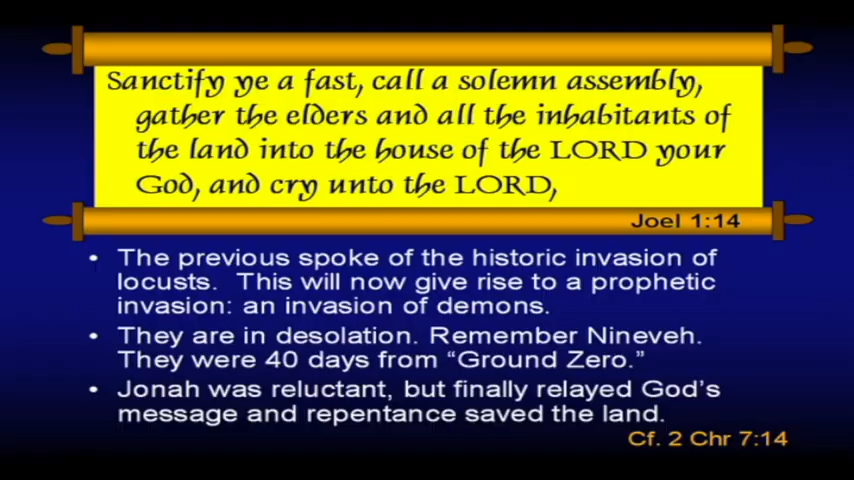 Sanctify ye a fast, call a solemn assembly,
gather the elders and all the inhabitants of
the land into the house of the LORD your
God, and cry unto the LORD,
Joel 1:14
• The previous spoke of the historic invasion of
locusts.  This will now give rise to a prophetic
invasion: an invasion of demons.
• They are in desolation. Remember Nineveh.
They were 40 days from “Ground Zero.”
• Jonah was reluctant, but finally relayed God’s
message and repentance saved the land.
Cf. 2 Chr 7:14